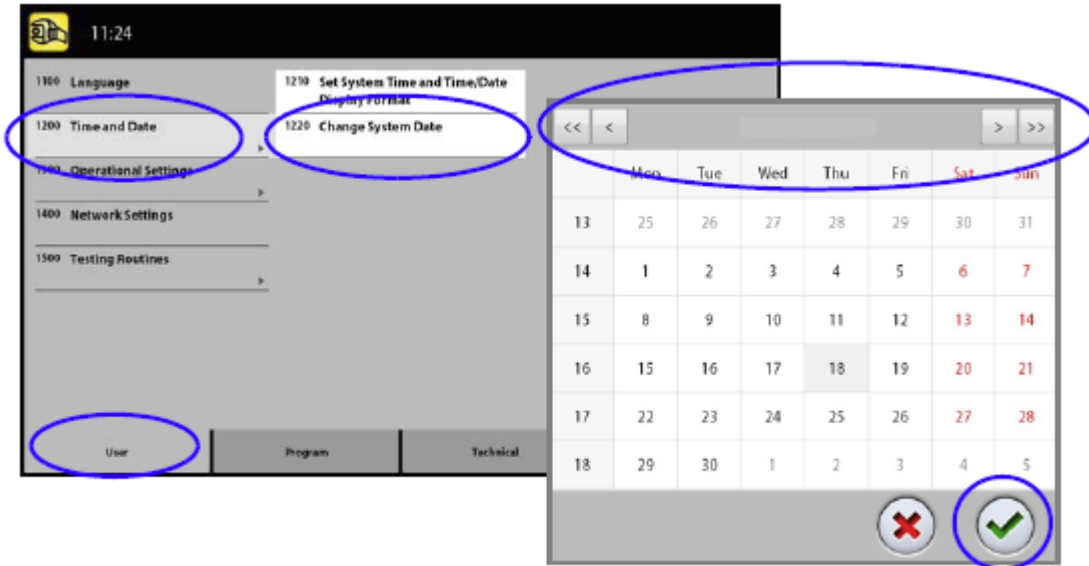 11:24
1100 Language
1200 Time and Date
1300 Operational Settings
1400 Network Settings
1500 Testing Routines
1210 Set System Time and Time/Date
Display Format
1220 Change System Date
User
Program
Technical
<< < > >>
Mon Tue Wed Thu Fri Sat Sun
13 25 26 27 28 29 30 31
14 1 2 3 4 5 6 7
15 8 9 10 11 12 13 14
16 15 16 17 18 19 20 21
17 22 23 24 25 26 27 28
18 29 30 1 2 3 4 5